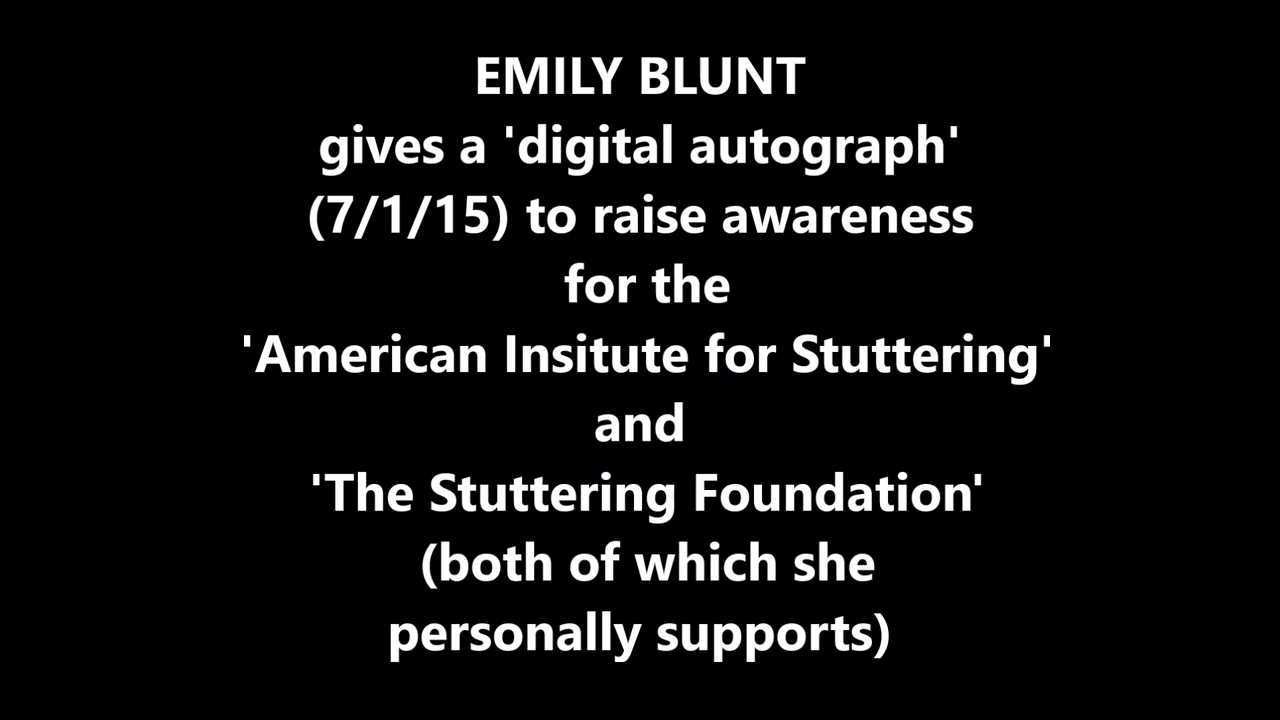 EMILY BLUNT
gives a 'digital autograph'
(7/1/15) to raise awareness
for the
'American Insitute for Stuttering'
and
'The Stuttering Foundation'
(both of which she
personally supports)